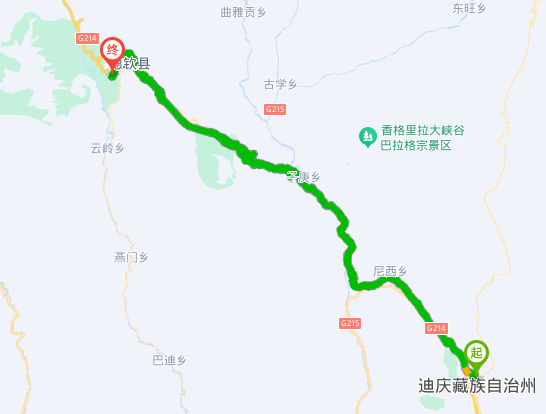 东旺乡
曲雅贡乡
G214
终
德钦县
古学乡
G215
香格里拉大峡谷
巴拉格宗景区
云岭乡
子庚乡
燕门乡
尼西乡
G215
G214
起
巴迪乡
迪庆藏族自治州